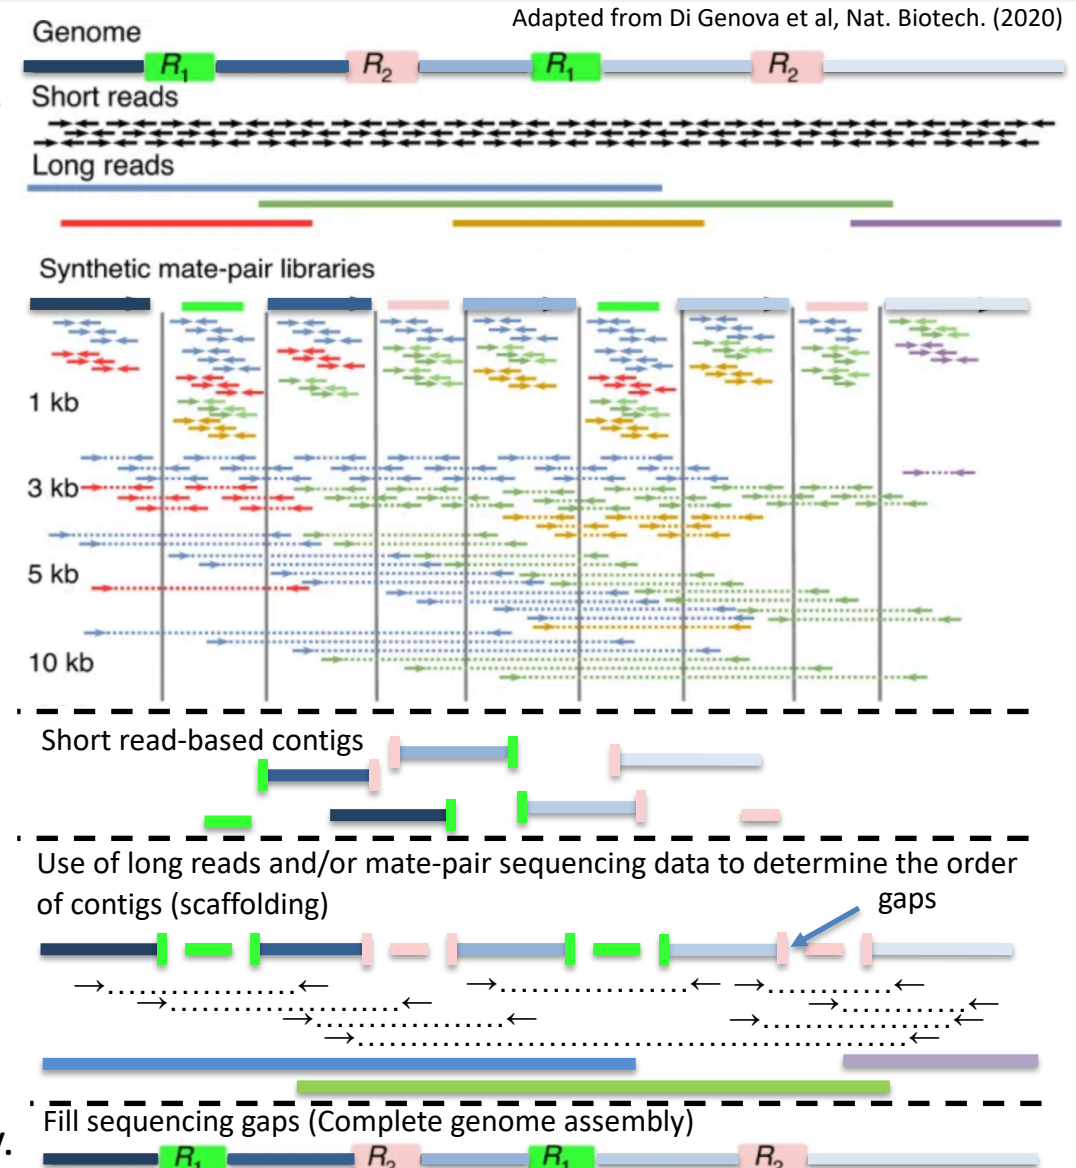 Adapted from Di Genova et al, Nat. Biotech. (2020)
Genome
R1 R2 R1 R2
Short reads
Long reads
Synthetic mate-pair libraries
1 kb
3 kb
5 kb
10 kb
Short read-based contigs
Use of long reads and/or mate-pair sequencing data to determine the order
of contigs (scaffolding)
gaps
Fill sequencing gaps (Complete genome assembly)
R1 R2 R1 R2